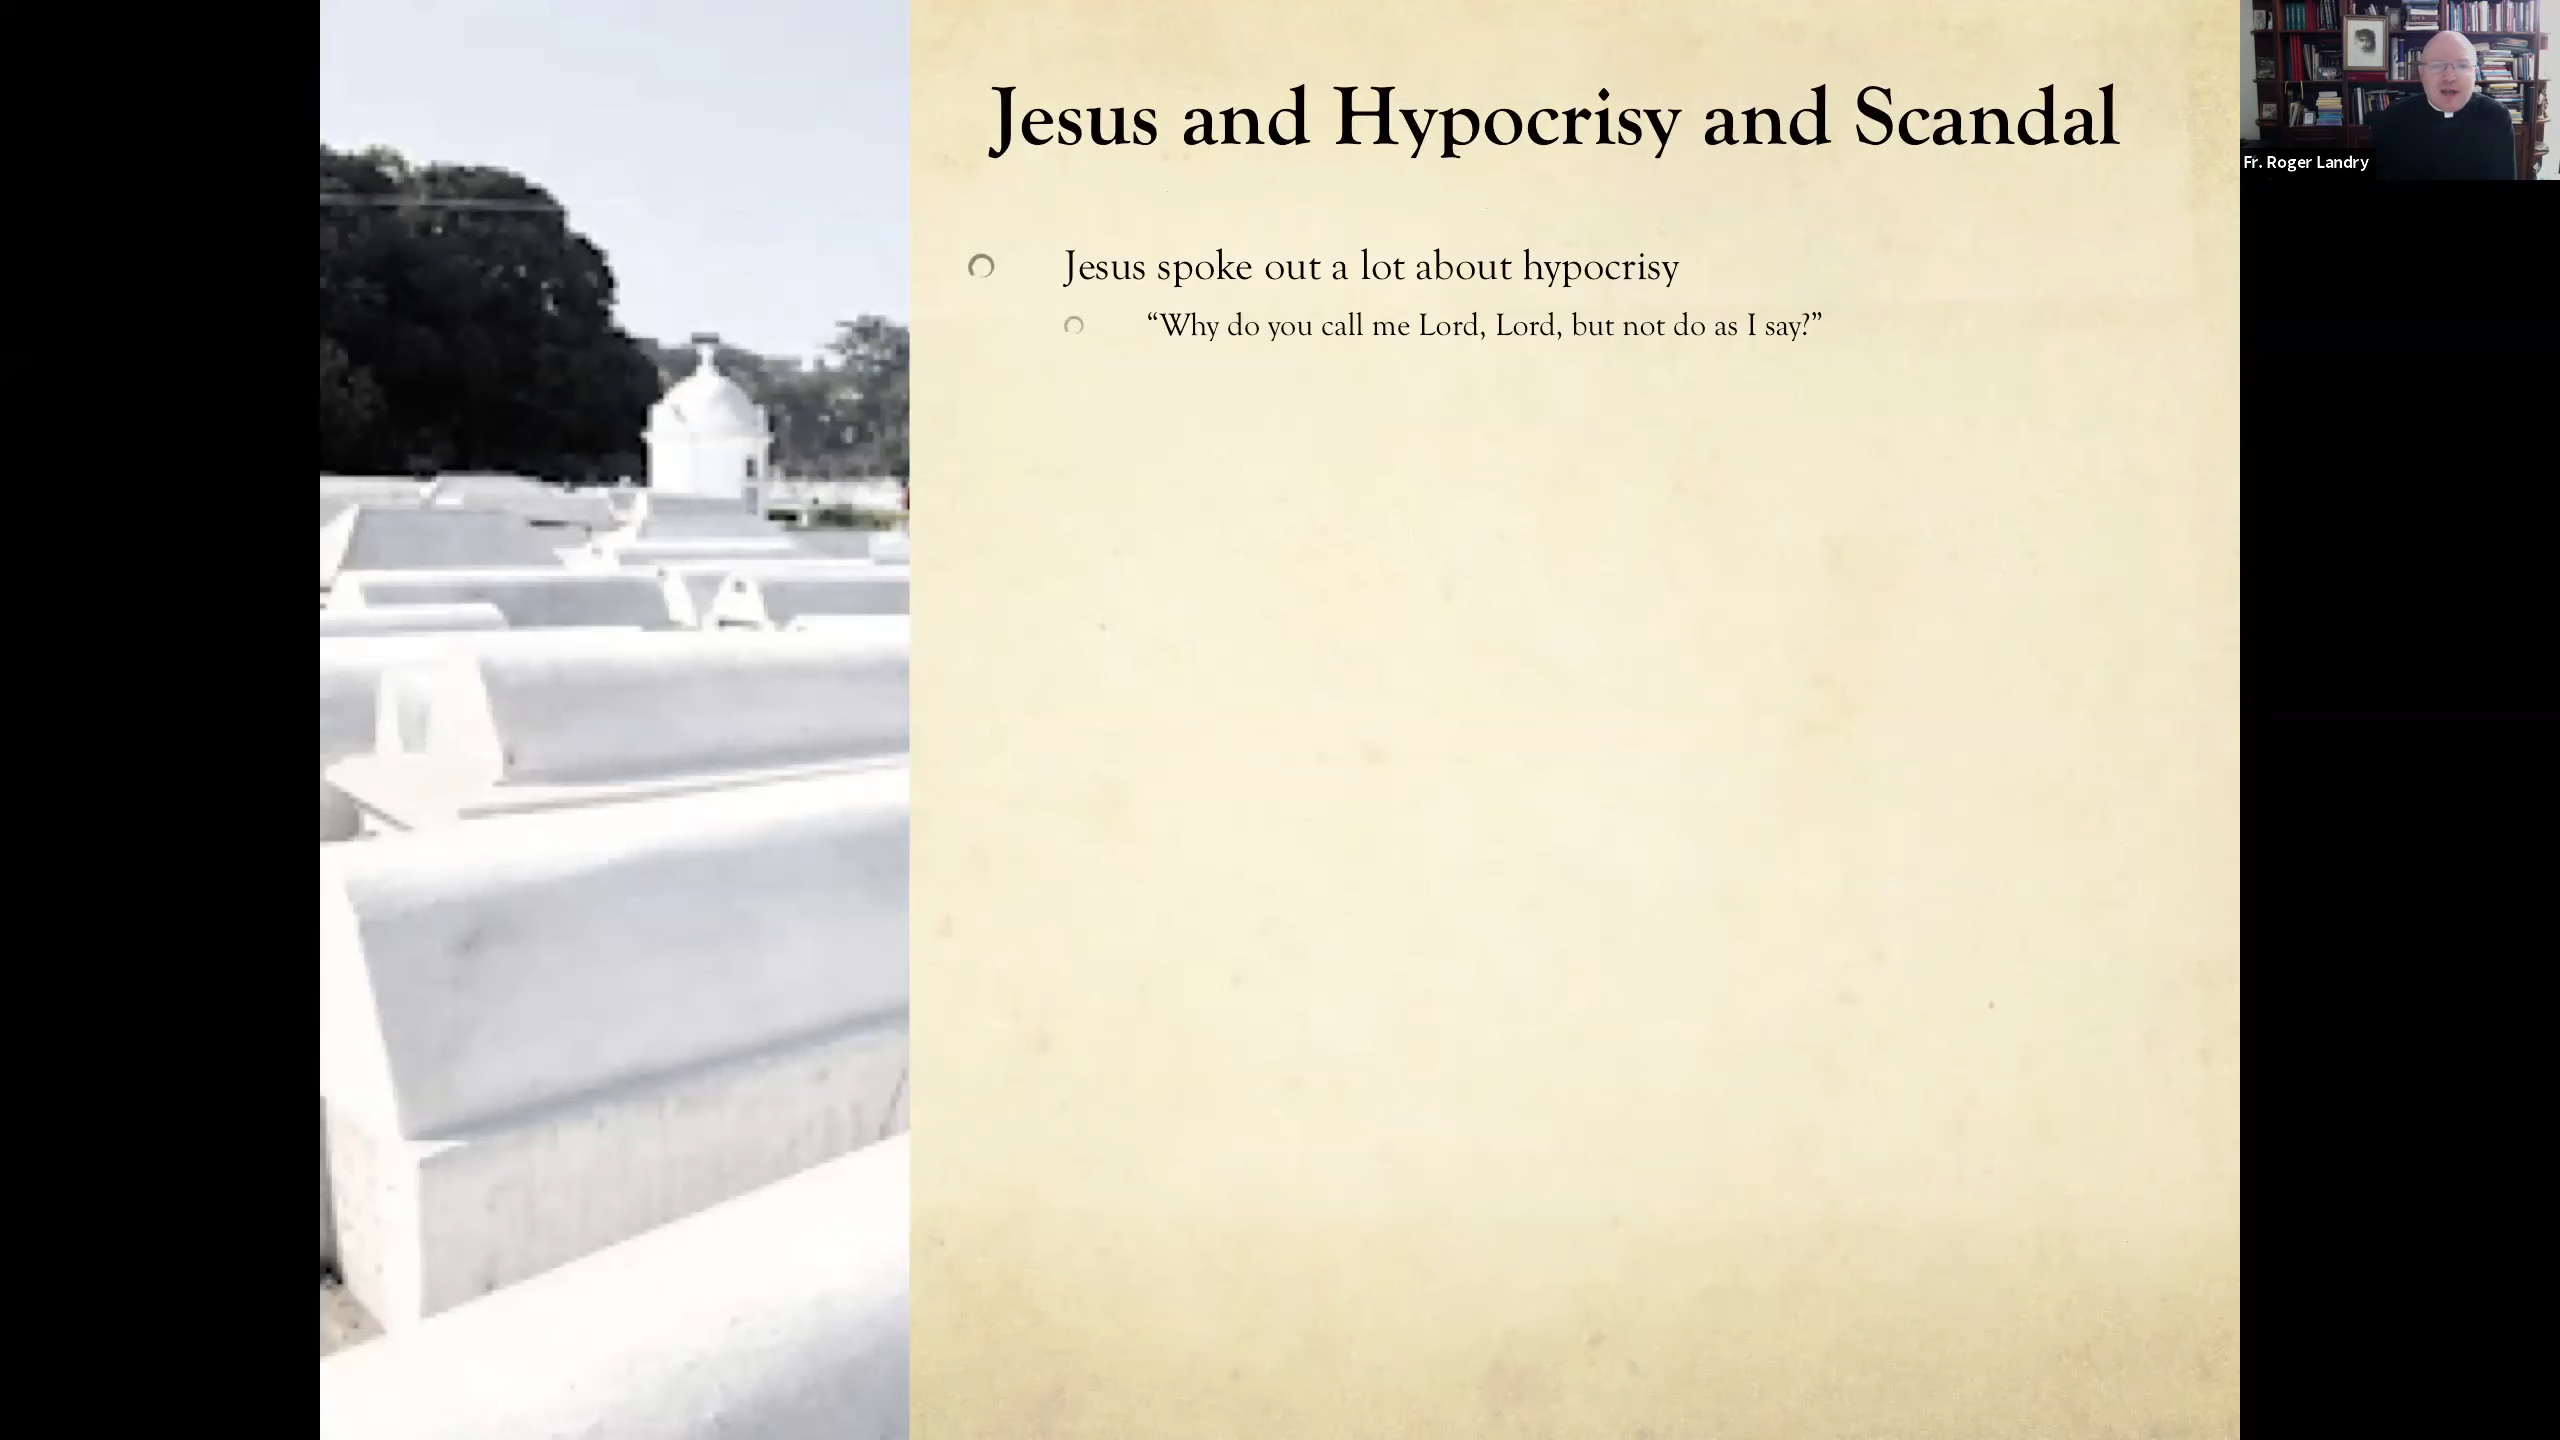 Jesus and Hypocrisy and Scandal
Jesus spoke out a lot about hypocrisy
“Why do you call me Lord, Lord, but not do as I say?”
Fr. Roger Landry